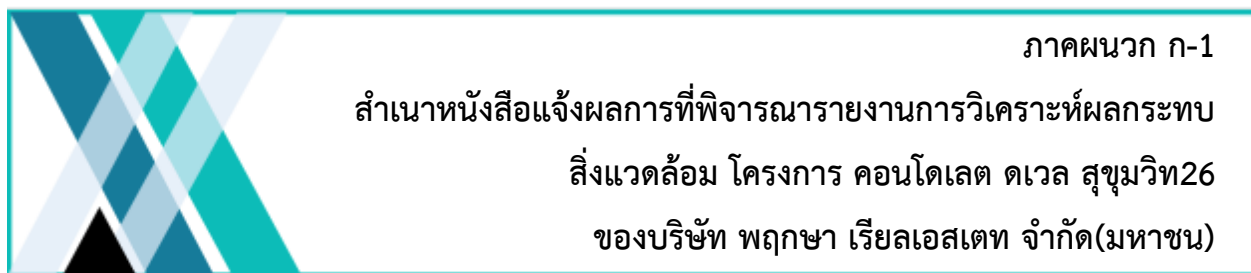 ภาคผนวก ก-1
สำเนาหนังสือแจ้งผลการที่พิจารณารายงานการวิเคราะห์ผลกระทบ
สิ่งแวดล้อม โครงการ คอนโดเลต ดเวล สุขุมวิท26
ของบริษัท พฤกษา เรียลเอสเตท จำกัด(มหาชน)